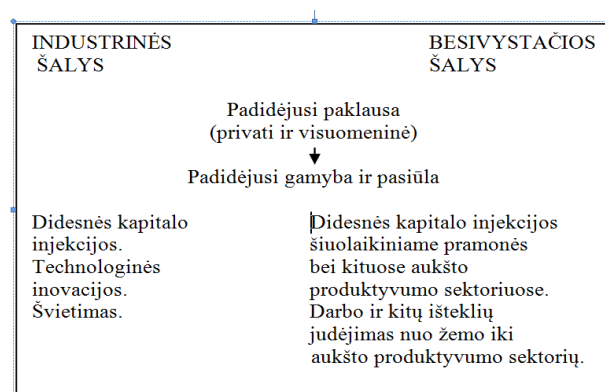 INDUSTRINĖS
ŠALYS
BESIVYSTAČIOS
ŠALYS
Padidėjusi paklausa
(privati ir visuomeninė)
Padidėjusi gamyba ir pasiūla
Didesnės kapitalo
injekcijos.
Technologinės
inovacijos.
Švietimas.
Didesnės kapitalo injekcijos
šiuolaikiniame pramonės
bei kituose aukšto
produktyvumo sektoriuose.
Darbo ir kitų išteklių
judėjimas nuo žemo iki
aukšto produktyvumo sektorių.